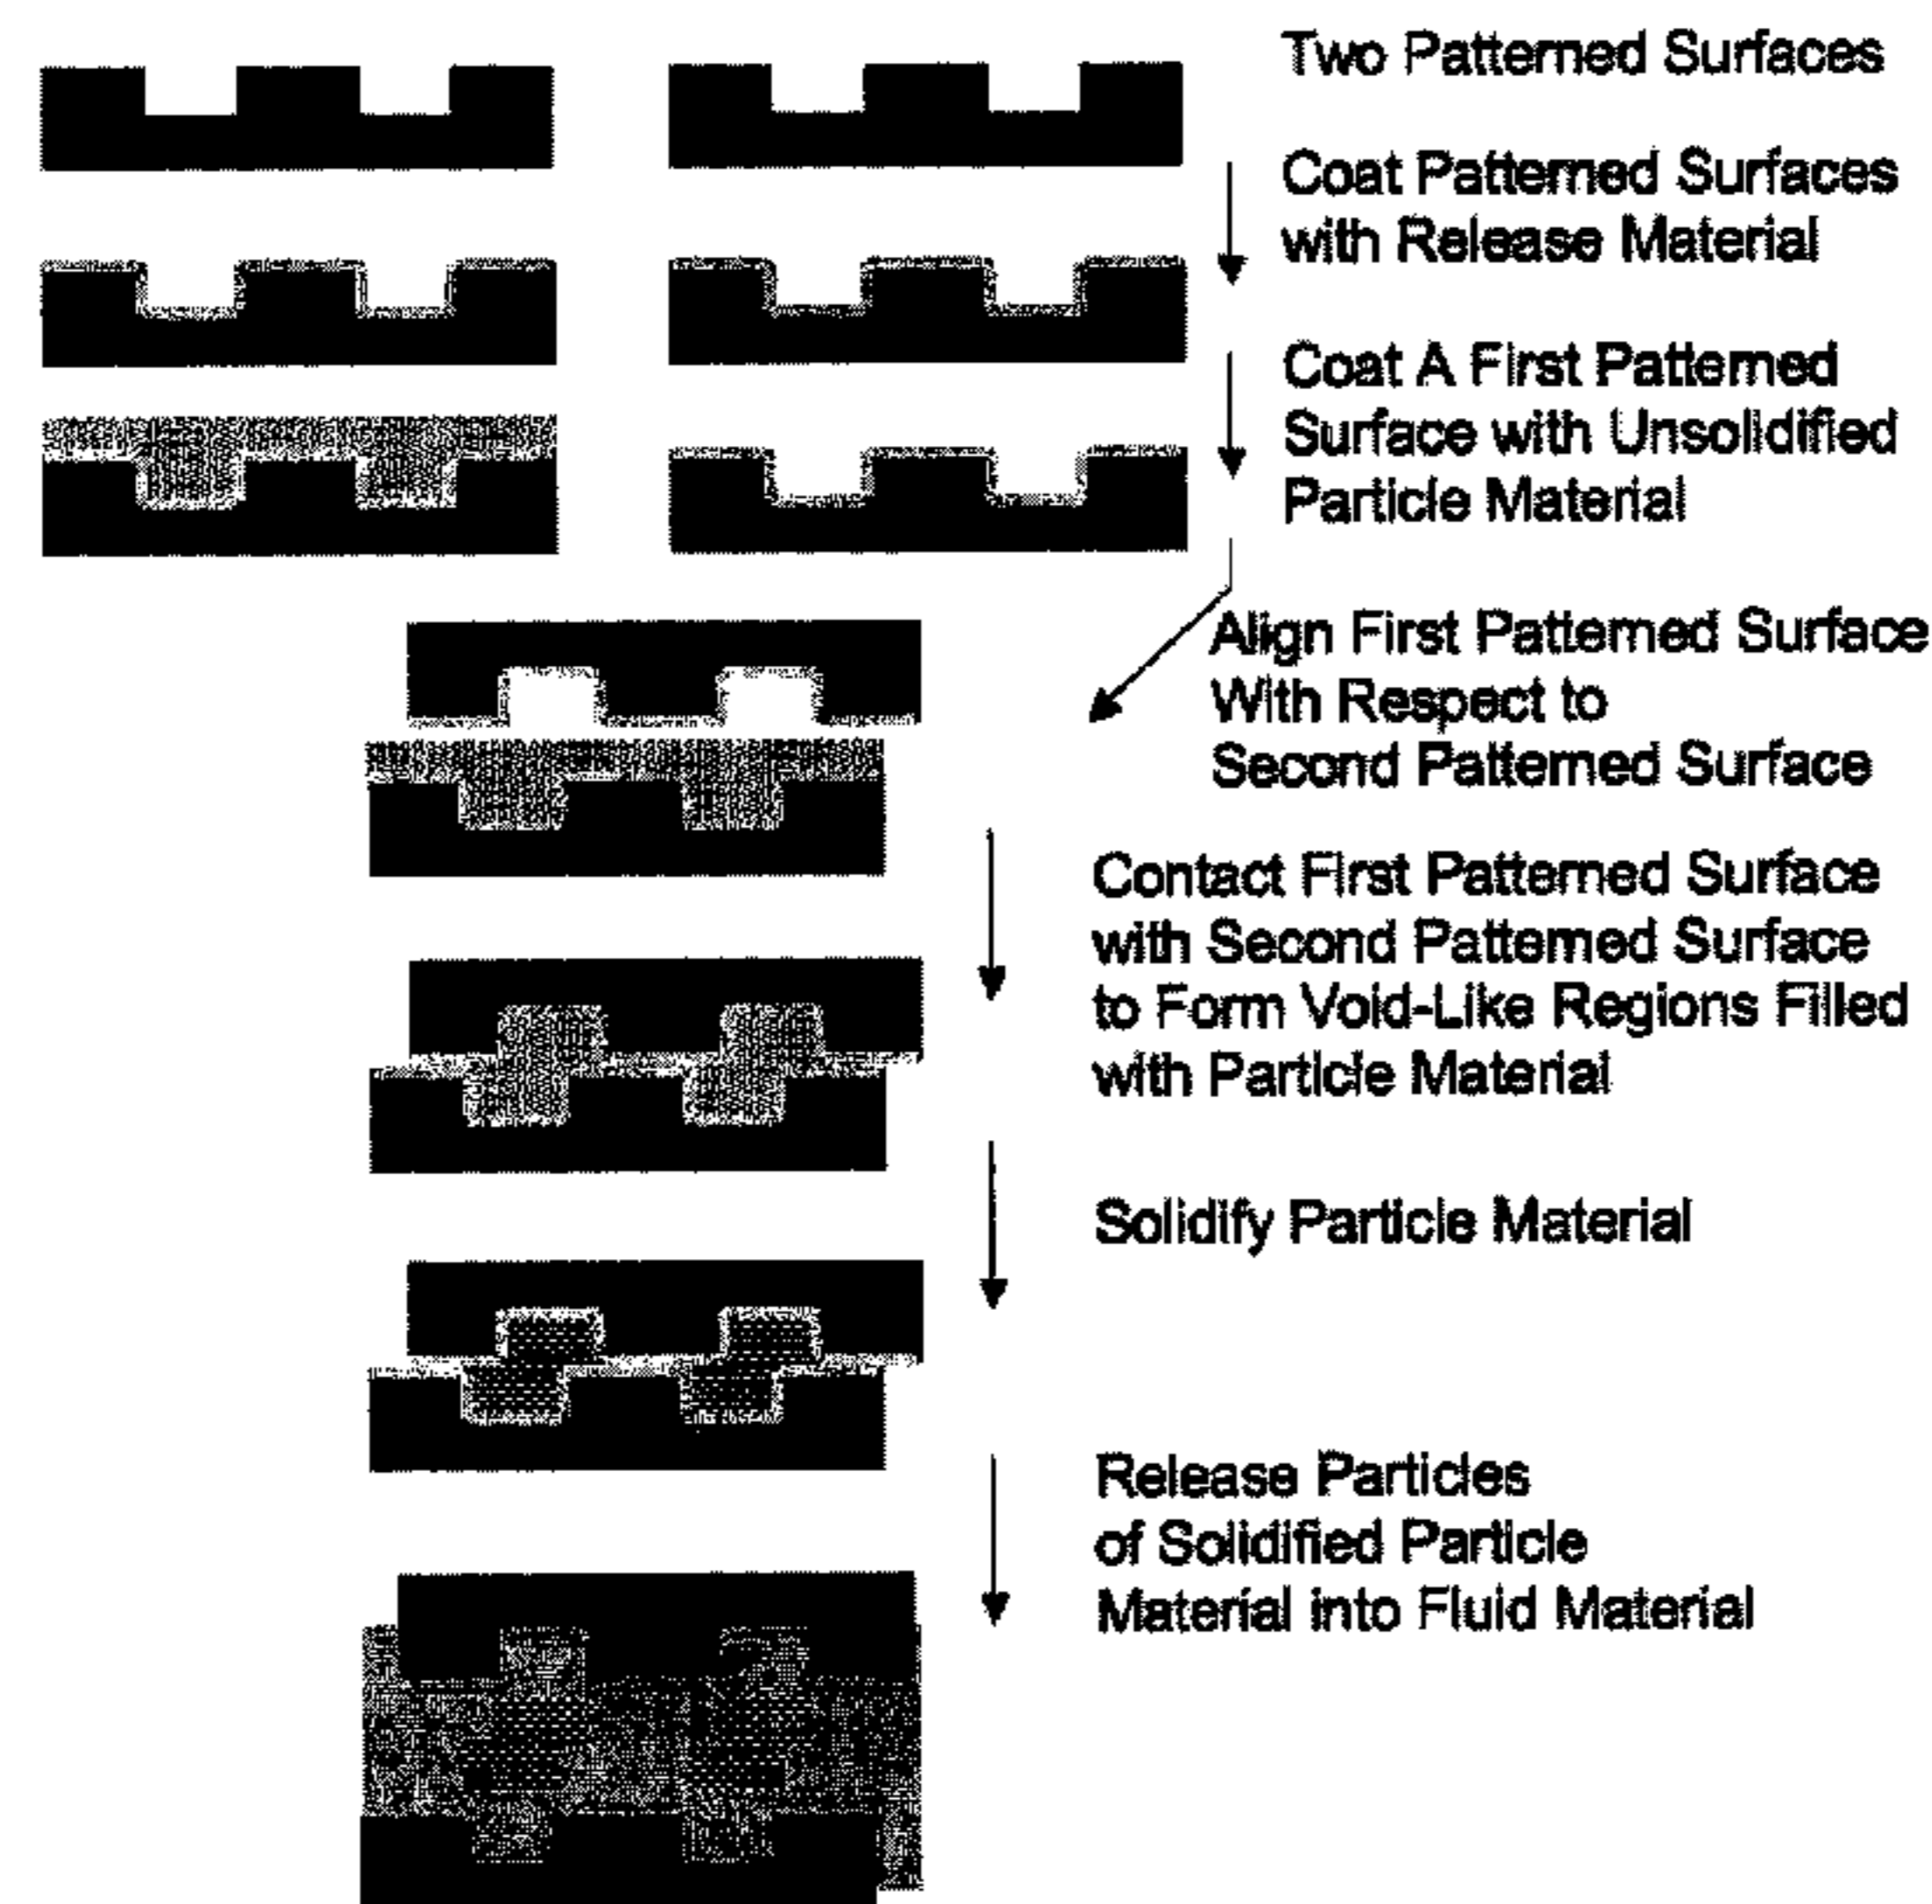 Two Patterned Surfaces
Coat Patterned Surfaces
with Release Material
Coat A First Patterned
Surface with Unsolidified
Particle Material
Align First Patterned Surface
With Respect to
Second Patterned Surface
Contact First Patterned Surface
with Second Patterned Surface
to Form Void-Like Regions Filled
with Particle Material
Solidify Particle Material
Release Particles
of Solidified Particle
Material into Fluid Material